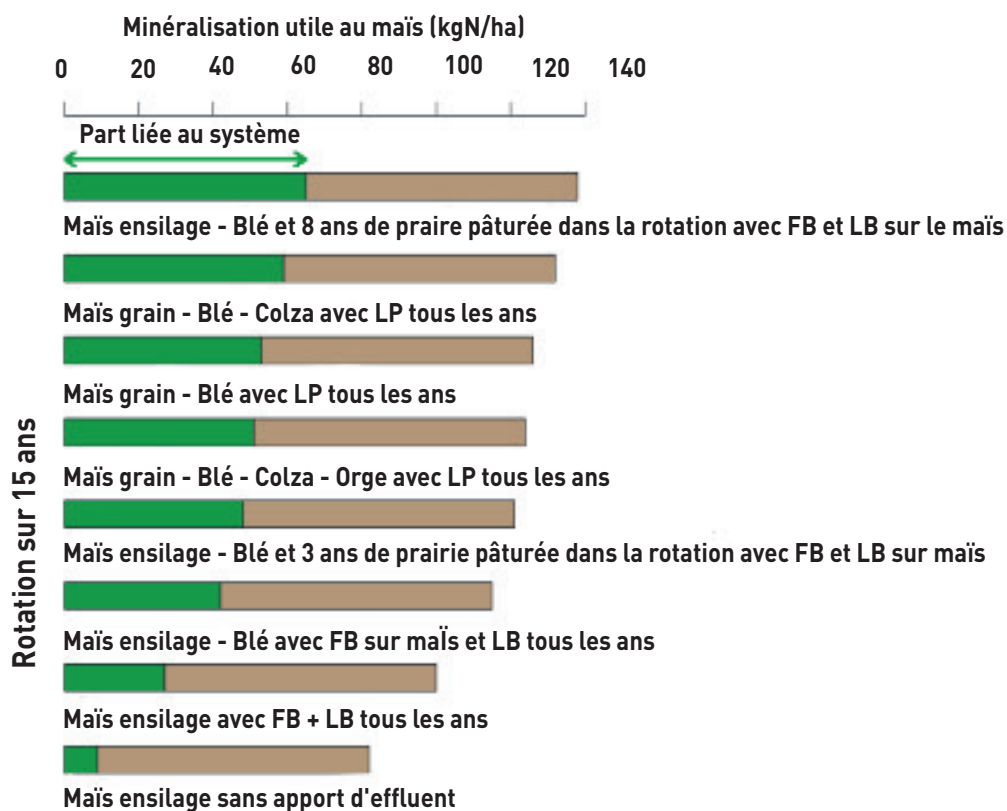 Minéralisation utile au maïs (kgN/ha)
0 20 40 60 80 100 120 140
Part liée au système
Maïs ensilage - Blé et 8 ans de praire pâturée dans la rotation avec FB et LB sur le maïs
Maïs grain - Blé - Colza avec LP tous les ans
Maïs grain - Blé avec LP tous les ans
Maïs grain - Blé - Colza - Orge avec LP tous les ans
Maïs ensilage - Blé et 3 ans de prairie pâturée dans la rotation avec FB et LB sur maïs
Maïs ensilage - Blé avec FB sur maÏs et LB tous les ans
Maïs ensilage avec FB + LB tous les ans
Maïs ensilage sans apport d'effluent
Rotation sur 15 ans